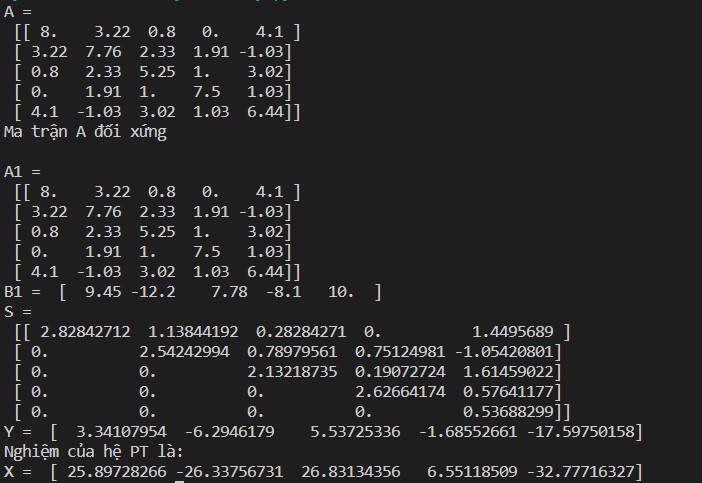 A =
[[ 8. 3.22 0.8 0. 4.1 ]
[ 3.22 7.76 2.33 1.91 -1.03]
[ 0.8 2.33 5.25 1. 3.02]
[ 0. 1.91 1. 7.5 1.03]
[ 4.1 -1.03 3.02 1.03 6.44]]
Ma trận A đối xứng
A1 =
[[ 8. 3.22 0.8 0. 4.1 ]
[ 3.22 7.76 2.33 1.91 -1.03]
[ 0.8 2.33 5.25 1. 3.02]
[ 0. 1.91 1. 7.5 1.03]
[ 4.1 -1.03 3.02 1.03 6.44]]
B1 = [ 9.45 -12.2 7.78 -8.1 10. ]
S =
[[ 2.82842712 1.13844192 0.28284271 0. 1.4495689 ]
[ 0. 2.54242994 0.78979561 0.75124981 -1.05420801]
[ 0. 0. 2.13218735 0.19072724 1.61459022]
[ 0. 0. 0. 2.62664174 0.57641177]
[ 0. 0. 0. 0. 0.53688299]]
Y = [ 3.34107954 -6.2946179 5.53725336 -1.68552661 -17.59750158]
Nghiệm của hệ PT là:
X = [ 25.89728266 -26.33756731 26.83134356 6.55118509 -32.77716327]